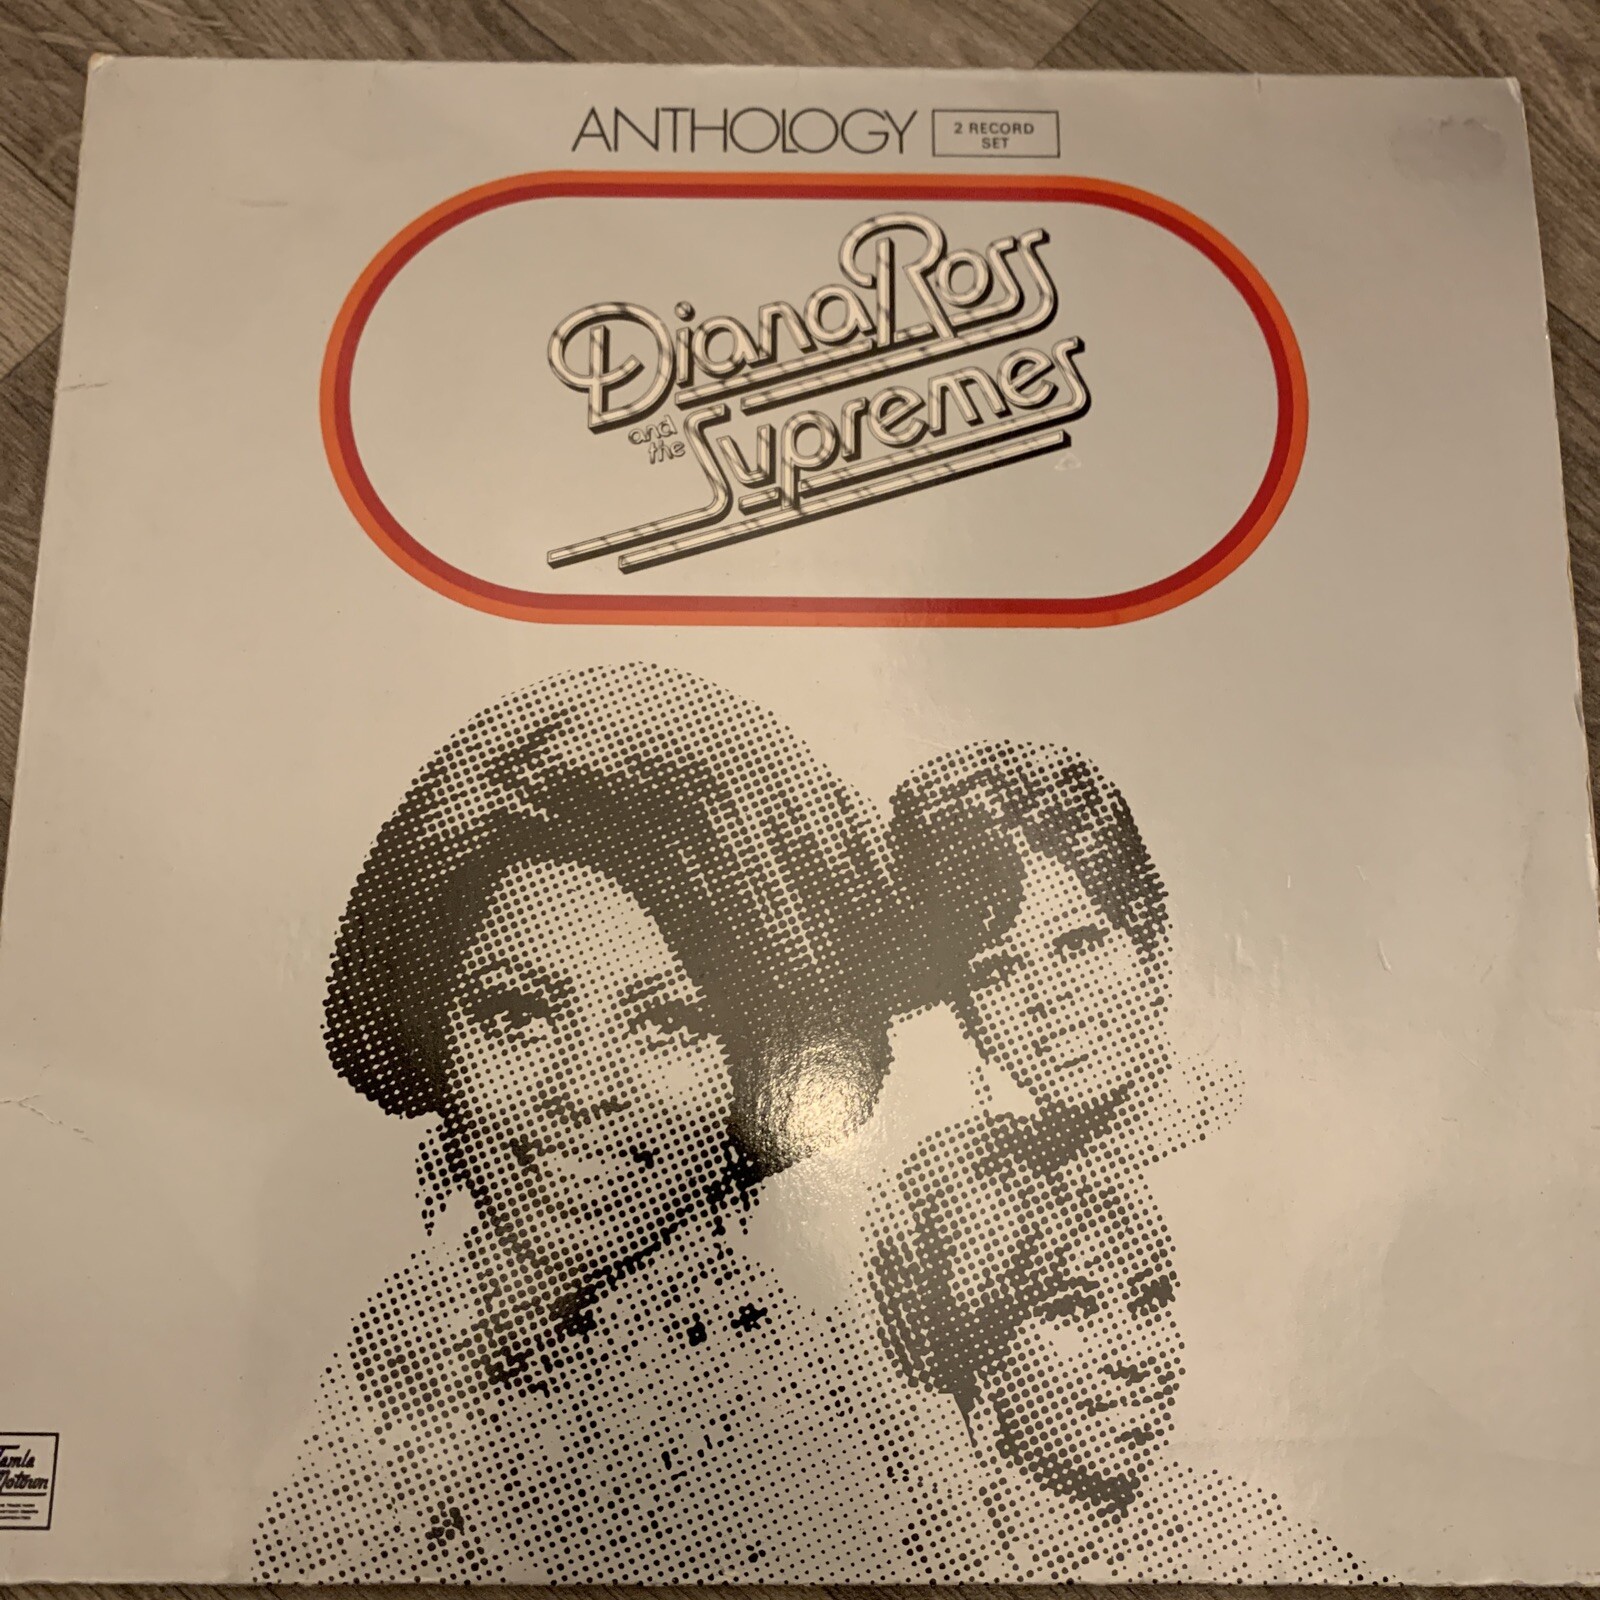 ANTHOLOGY
2 RECORD
SET
Diana Ross
and
the
Supremes
Tamla
Motown